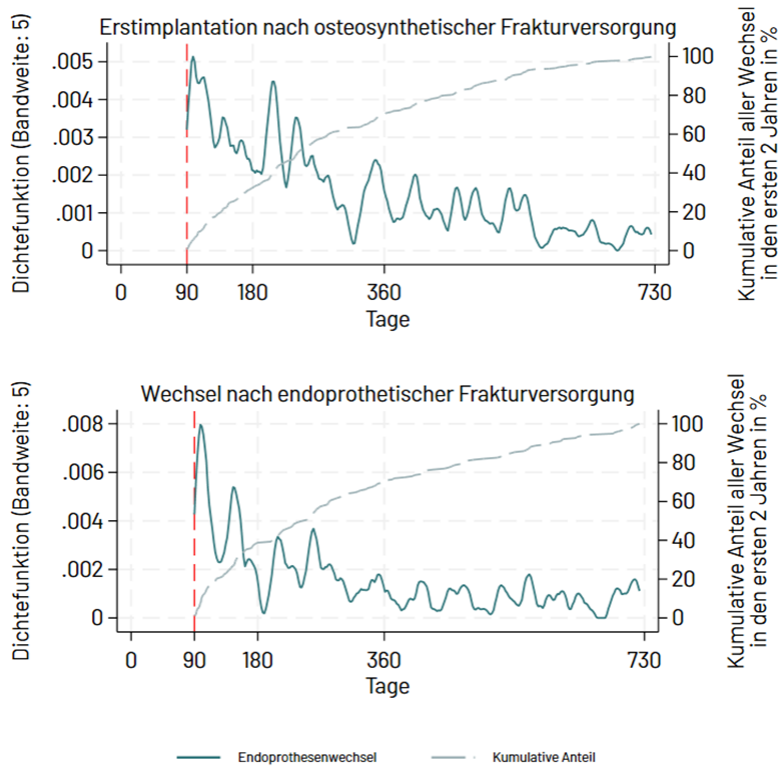 Erstimplantation nach osteosynthetischer Frakturversorgung
Dichtefunktion (Bandweite: 5)
.005
.004
.003
.002
.001
0
100
80
60
40
20
0
Kumulative Anteil aller Wechsel
in den ersten 2 Jahren in %
0 90 180 360 730
Tage
Wechsel nach endoprothetischer Frakturversorgung
Dichtefunktion (Bandweite: 5)
.008
.006
.004
.002
0
100
80
60
40
20
0
Kumulative Anteil aller Wechsel
in den ersten 2 Jahren in %
0 90 180 360 730
Tage
Endoprothesenwechsel Kumulative Anteil